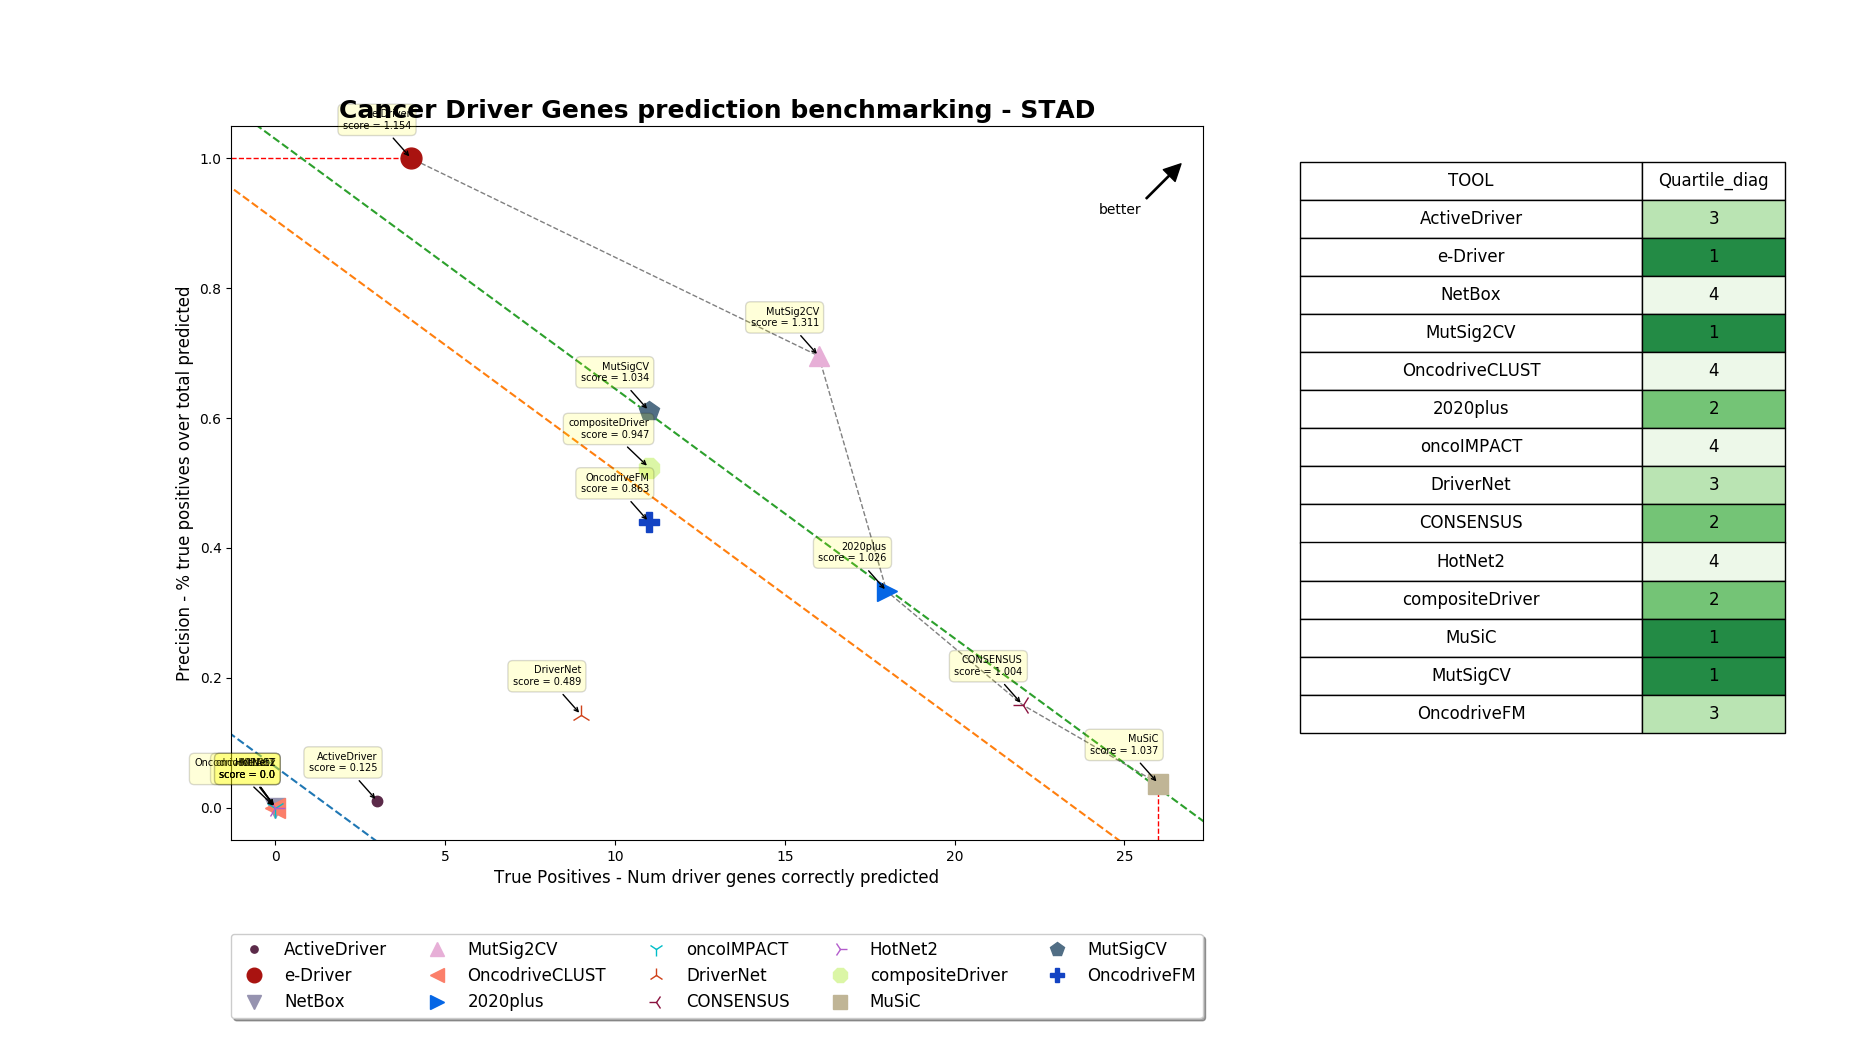 Cancer Driver Genes prediction benchmarking - STAD
e-Driver
score = 1.154
1.0
0.8
0.6
0.4
0.2
0.0
Precision - % true positives over total predicted
better
MutSig2CV
score = 1.311
MutSigCV
score = 1.034
compositeDriver
score = 0.947
OncodriveFM
score = 0.863
2020plus
score = 1.026
CONSENSUS
score = 1.004
DriverNet
score = 0.489
MuSiC
score = 1.037
ActiveDriver
score = 0.125
score = 0.0
0 5 10 15 20 25
True Positives - Num driver genes correctly predicted
ActiveDriver MutSig2CV oncoIMPACT HotNet2 MutSigCV
e-Driver OncodriveCLUST DriverNet compositeDriver OncodriveFM
NetBox 2020plus CONSENSUS MuSiC
TOOL Quartile_diag
ActiveDriver 3
e-Driver 1
NetBox 4
MutSig2CV 1
OncodriveCLUST 4
2020plus 2
oncoIMPACT 4
DriverNet 3
CONSENSUS 2
HotNet2 4
compositeDriver 2
MuSiC 1
MutSigCV 1
OncodriveFM 3